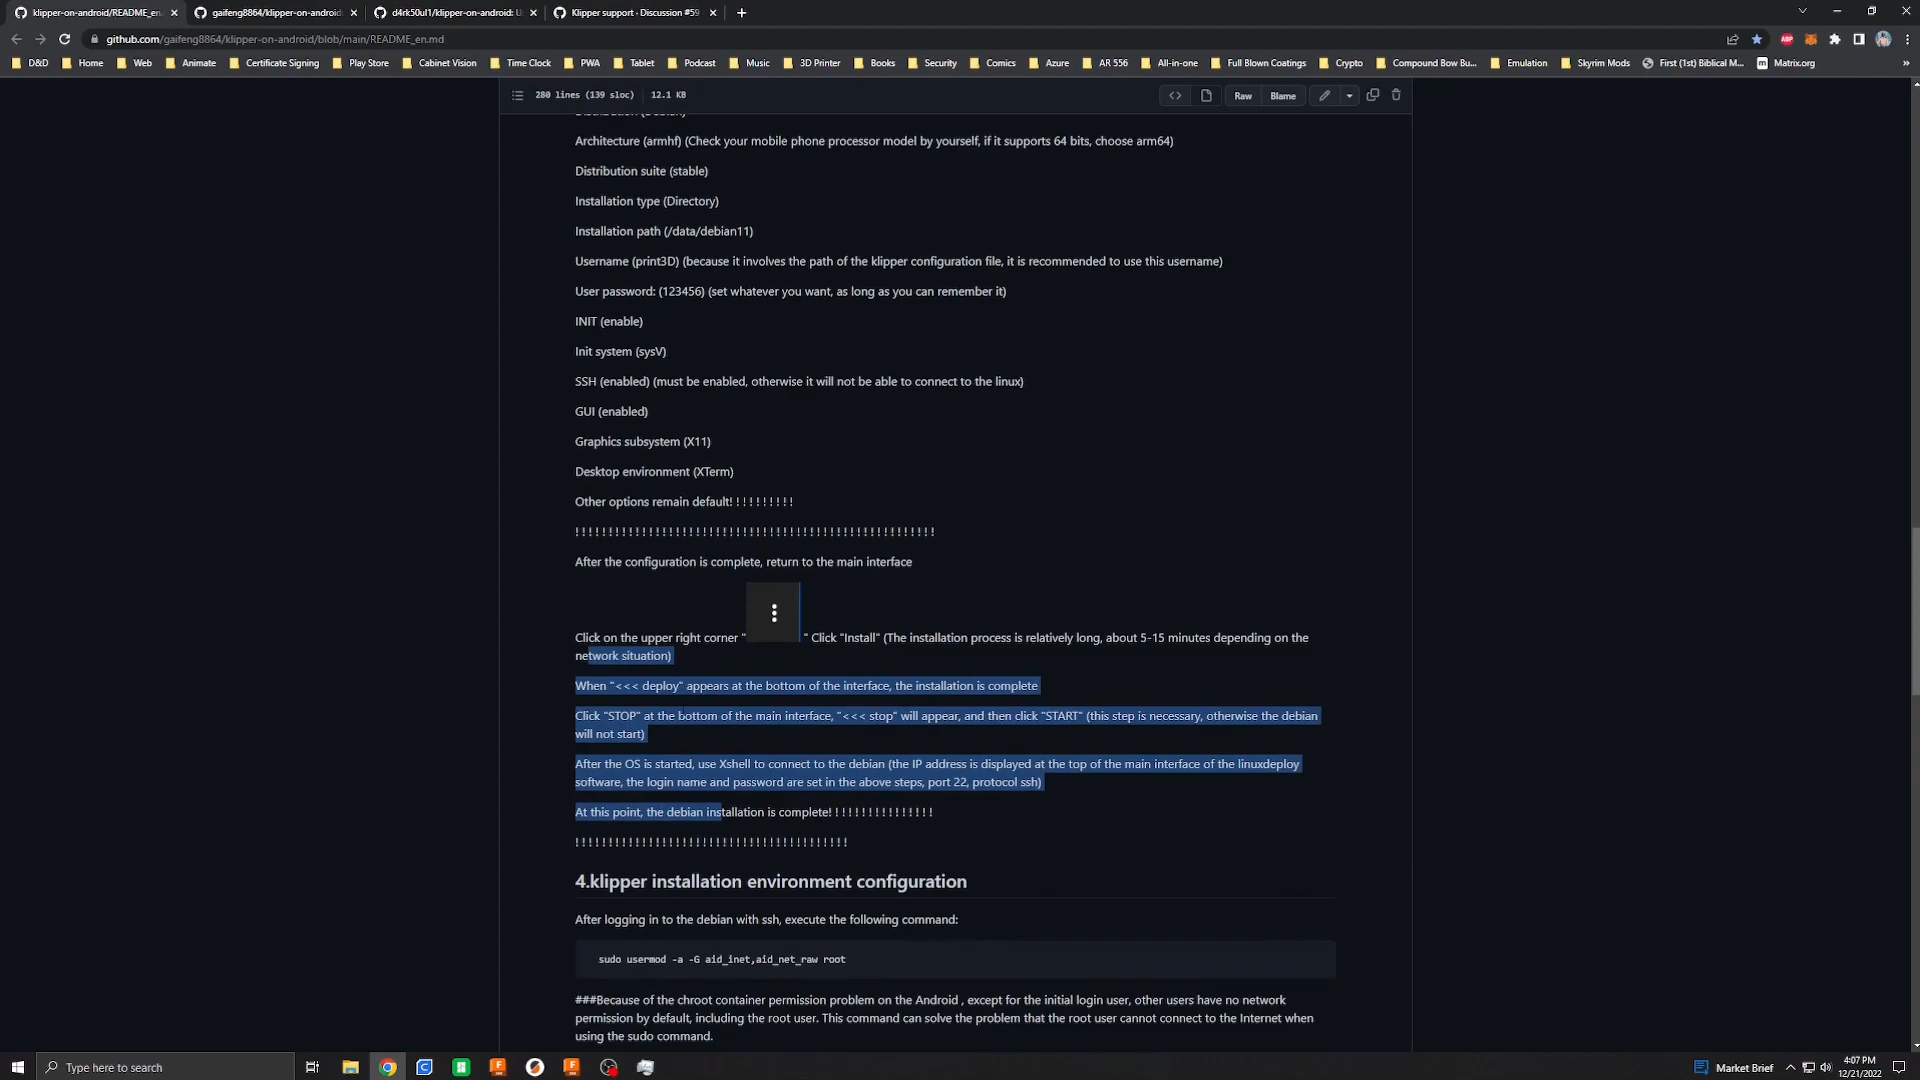 klipper-on-android/README_en.
gaifeng8864/klipper-on-android:
d4rk50ul1/klipper-on-android: U
Klipper support · Discussion #59
github.com/gaifeng8864/klipper-on-android/blob/main/README_en.md
D&D
Home
Web
Animate
Certificate Signing
Play Store
Cabinet Vision
Time Clock
PWA
Tablet
Podcast
Music
3D Printer
Books
Security
Comics
Azure
AR 556
All-in-one
Full Blown Coatings
Crypto
Compound Bow Bu...
Emulation
Skyrim Mods
First (1st) Biblical M...
Matrix.org
280 lines (139 sloc) 12.1 KB
Raw
Blame
Distribution (Debian)
Architecture (armhf) (Check your mobile phone processor model by yourself, if it supports 64 bits, choose arm64)
Distribution suite (stable)
Installation type (Directory)
Installation path (/data/debian11)
Username (print3D) (because it involves the path of the klipper configuration file, it is recommended to use this username)
User password: (123456) (set whatever you want, as long as you can remember it)
INIT (enable)
Init system (sysV)
SSH (enabled) (must be enabled, otherwise it will not be able to connect to the linux)
GUI (enabled)
Graphics subsystem (X11)
Desktop environment (XTerm)
Other options remain default! ! ! ! ! ! ! ! ! !
! ! ! ! ! ! ! ! ! ! ! ! ! ! ! ! ! ! ! ! ! ! ! ! ! ! ! ! ! ! ! ! ! ! ! ! ! ! ! ! ! ! ! ! ! ! ! ! ! ! ! ! ! !
After the configuration is complete, return to the main interface
Click on the upper right corner " " Click "Install" (The installation process is relatively long, about 5-15 minutes depending on the
network situation)
When "<<< deploy" appears at the bottom of the interface, the installation is complete
Click "STOP" at the bottom of the main interface, "<<< stop" will appear, and then click "START" (this step is necessary, otherwise the debian
will not start)
After the OS is started, use Xshell to connect to the debian (the IP address is displayed at the top of the main interface of the linuxdeploy
software, the login name and password are set in the above steps, port 22, protocol ssh)
At this point, the debian installation is complete! ! ! ! ! ! ! ! ! ! ! ! ! ! ! !
! ! ! ! ! ! ! ! ! ! ! ! ! ! ! ! ! ! ! ! ! ! ! ! ! ! ! ! ! ! ! ! ! ! ! ! ! ! ! ! !
4.klipper installation environment configuration
After logging in to the debian with ssh, execute the following command:
sudo usermod -a -G aid_inet,aid_net_raw root
###Because of the chroot container permission problem on the Android , except for the initial login user, other users have no network
permission by default, including the root user. This command can solve the problem that the root user cannot connect to the Internet when
using the sudo command.
Type here to search
Market Brief
4:07 PM
12/21/2022